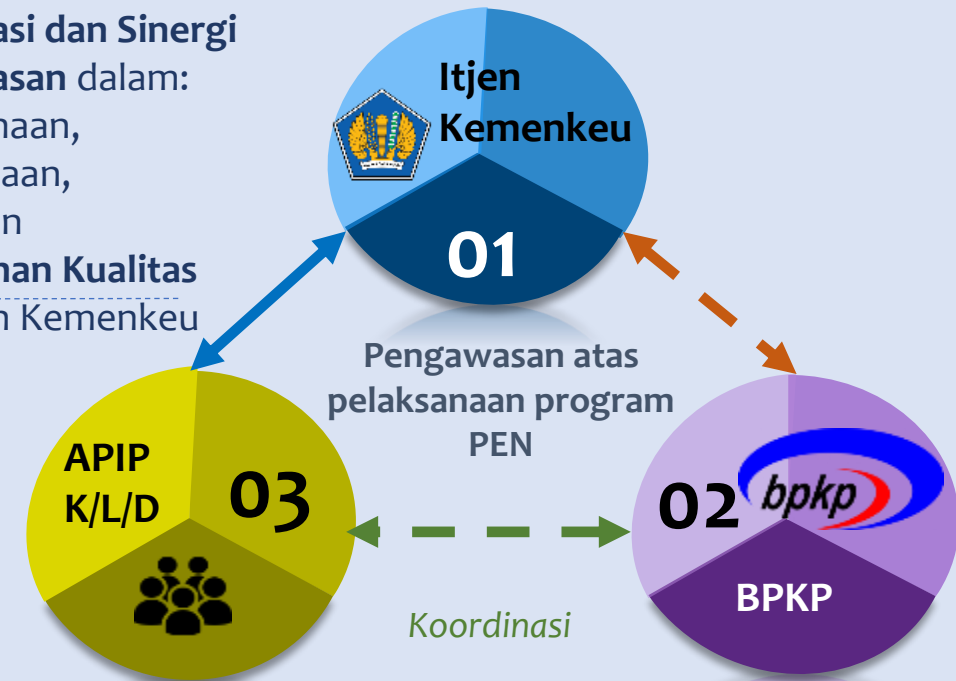 asi dan Sinergi
asan dalam:
naan,
aan,
n
nan Kualitas
n Kemenkeu
Itjen
Kemenkeu
01
Pengawasan atas
pelaksanaan program
PEN
APIP
K/L/D
03
02
bpkp
BPKP
Koordinasi